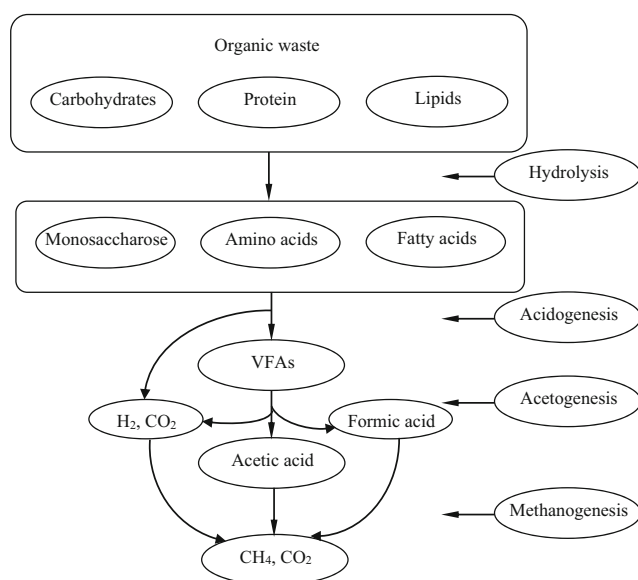 Organic waste
Carbohydrates
Protein
Lipids
Hydrolysis
Monosaccharose
Amino acids
Fatty acids
Acidogenesis
VFAs
Acetogenesis
H₂, CO₂
Formic acid
Acetic acid
Methanogenesis
CH₄, CO₂